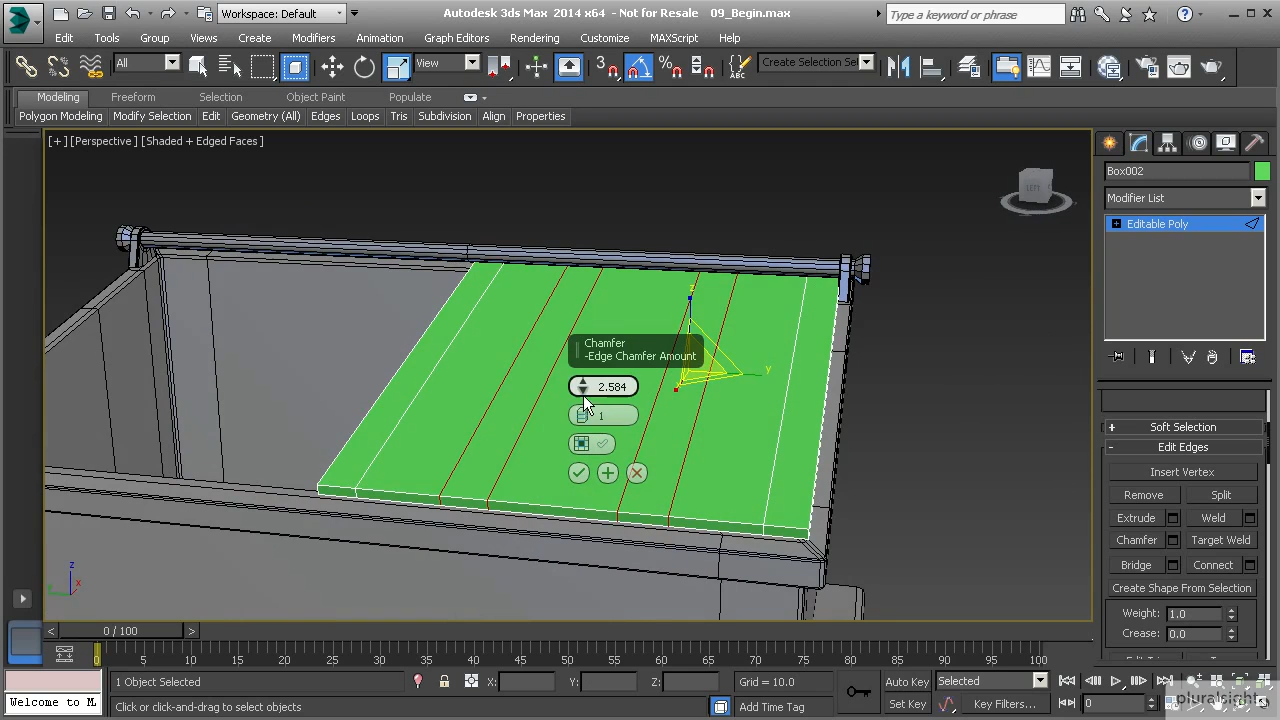 Workspace: Default
Autodesk 3ds Max 2014 x64 - Not for Resale 09_Begin.max
Type a keyword or phrase
Edit Tools Group Views Create Modifiers Animation Graph Editors Rendering Customize MAXScript Help
All
View
3
Create Selection Se
Modeling Freeform Selection Object Paint Populate
Polygon Modeling Modify Selection Edit Geometry (All) Edges Loops Tris Subdivision Align Properties
[+] [Perspective] [Shaded + Edged Faces]
LEFT
Box002
Modifier List
Editable Poly
z
y
Chamfer
-Edge Chamfer Amount
2.584
1
Soft Selection
Edit Edges
Insert Vertex
Remove Split
Extrude Weld
Chamfer Target Weld
Bridge Connect
Create Shape From Selection
Weight: 1.0
Crease: 0.0
z
x
0 / 100
0 5 10 15 20 25 30 35 40 45 50 55 60 65 70 75 80 85 90 95 100
1 Object Selected
X: Y: Z:
Grid = 10.0
Auto Key Selected
Welcome to M
Click or click-and-drag to select objects
Add Time Tag
Set Key Key Filters...
0
pluralsight